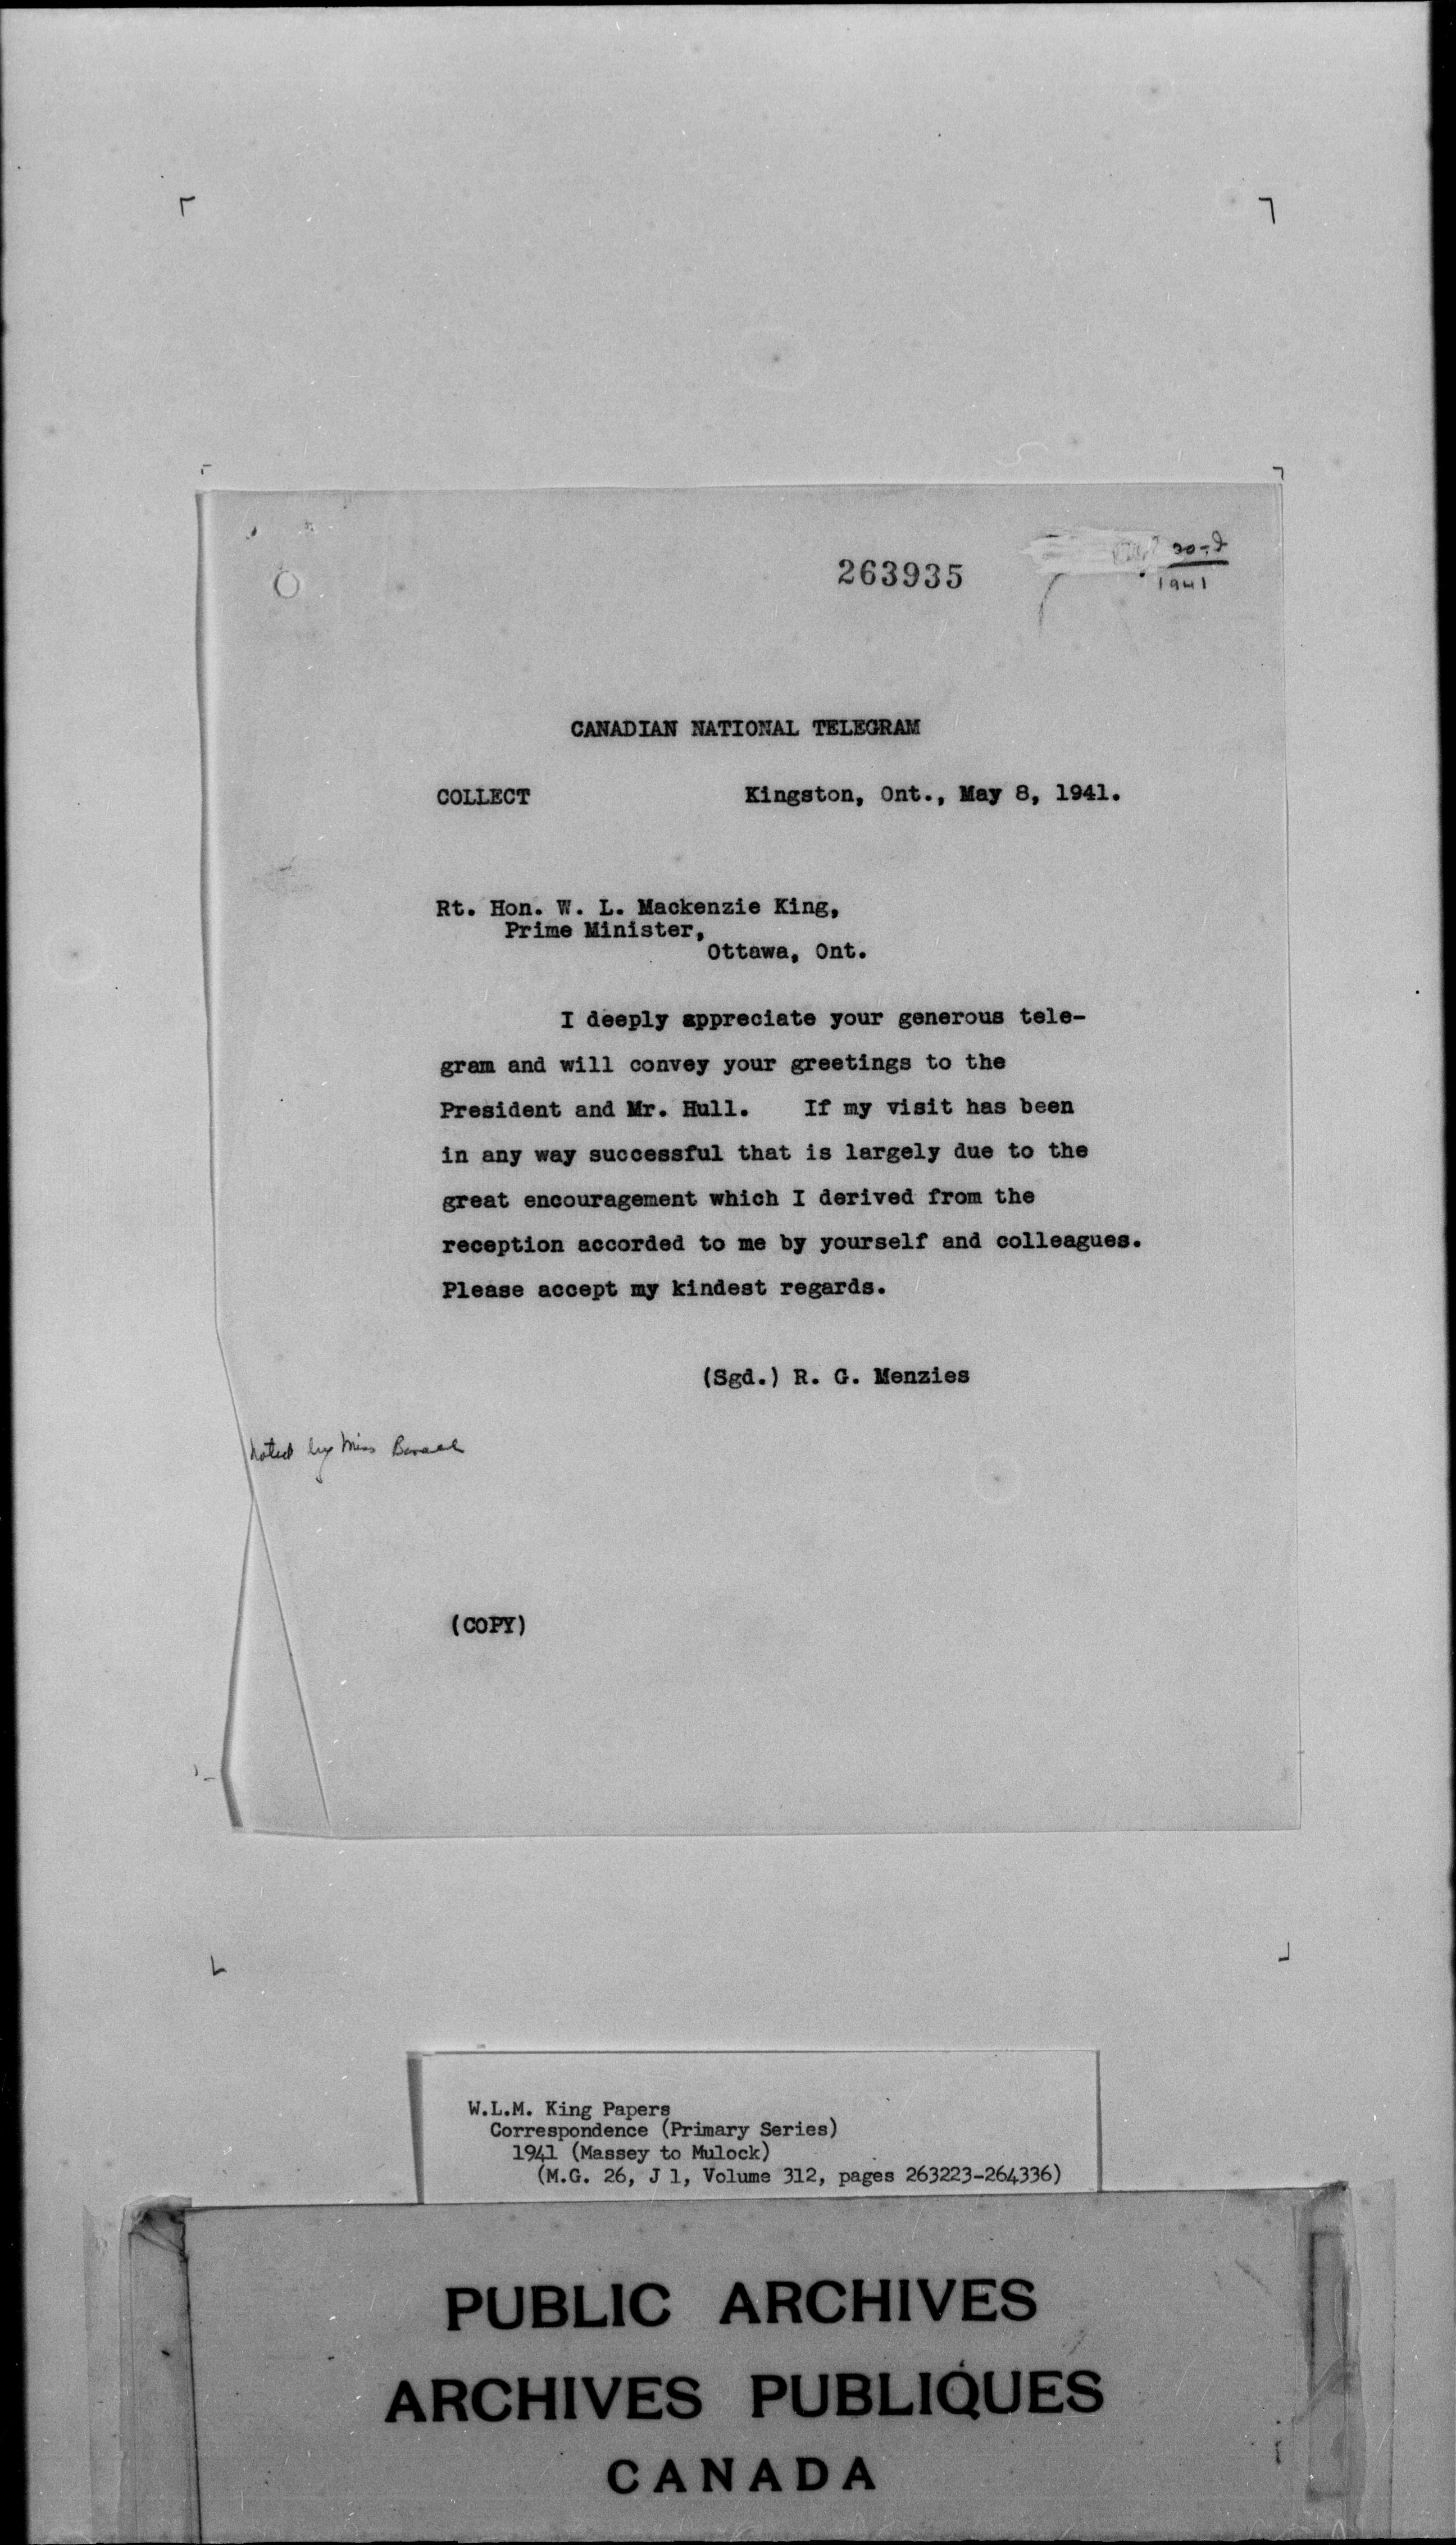 263935
30-D
1941
CANADIAN NATIONAL TELEGRAM
COLLECT Kingston, Ont., May 8, 1941.
Rt. Hon. W. L. Mackenzie King,
Prime Minister,
Ottawa, Ont.
I deeply appreciate your generous tele-
gram and will convey your greetings to the
President and Mr. Hull. If my visit has been
in any way successful that is largely due to the
great encouragement which I derived from the
reception accorded to me by yourself and colleagues.
Please accept my kindest regards.
(Sgd.) R. G. Menzies
noted by Miss
(COPY)
W.L.M. King Papers
Correspondence (Primary Series)
1941 (Massey to Mulock)
(M.G. 26, J 1, Volume 312, pages 263223-264336)
PUBLIC ARCHIVES
ARCHIVES PUBLIQUES
CANADA